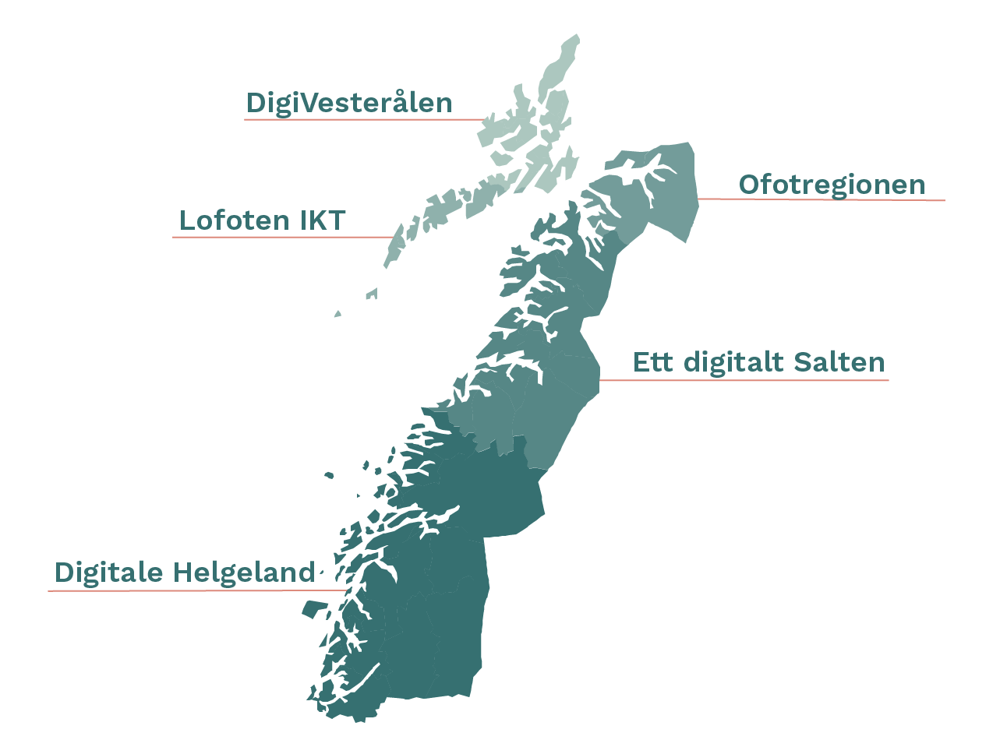 DigiVesterålen
Ofotregionen
Lofoten IKT
Ett digitalt Salten
Digitale Helgeland